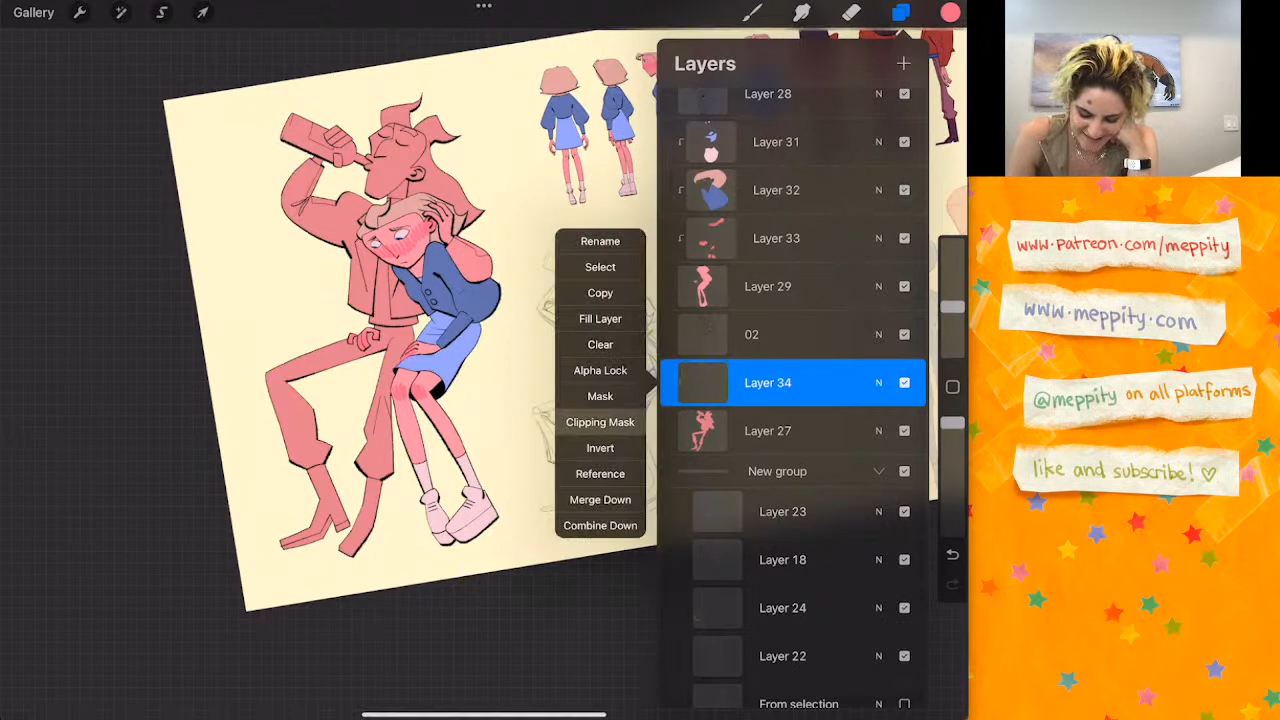 Gallery
Layers
Layer 28 N
Layer 31 N
Layer 32 N
Layer 33 N
Layer 29 N
02 N
Layer 34 N
Layer 27 N
New group
Layer 23 N
Layer 18 N
Layer 24 N
Layer 22 N
From selection N
Rename
Select
Copy
Fill Layer
Clear
Alpha Lock
Mask
Clipping Mask
Invert
Reference
Merge Down
Combine Down
www.patreon.com/meppity
www.meppity.com
@meppity on all platforms
like and subscribe! ♡